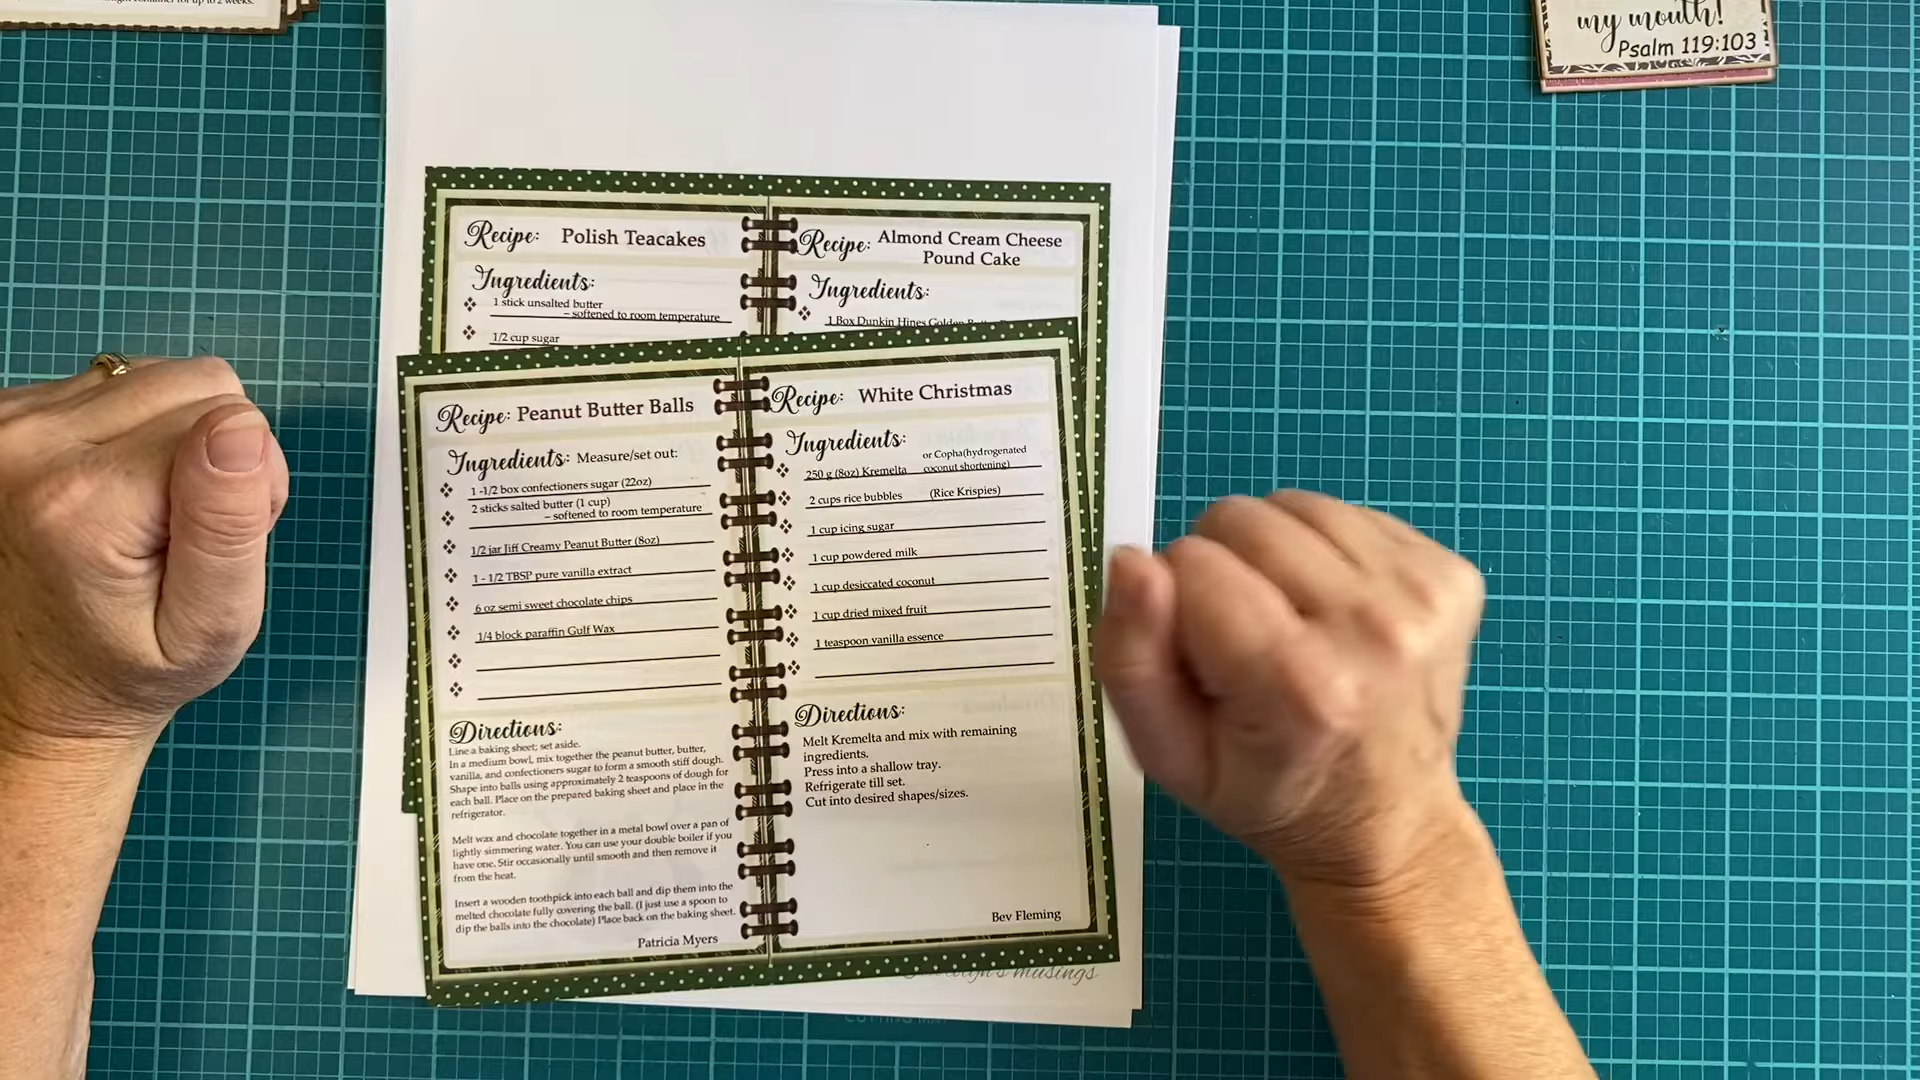 container for up to 2 weeks.
my mouth!
Psalm 119:103
Recipe: Polish Teacakes
Ingredients:
1 stick unsalted butter
– softened to room temperature
1/2 cup sugar
Recipe: Almond Cream Cheese
Pound Cake
Ingredients:
1 Box Dunkin Hines Golden
Recipe: Peanut Butter Balls
Ingredients: Measure/set out:
1 -1/2 box confectioners sugar (22oz)
2 sticks salted butter (1 cup)
– softened to room temperature
1/2 jar Jiff Creamy Peanut Butter (8oz)
1 - 1/2 TBSP pure vanilla extract
6 oz semi sweet chocolate chips
1/4 block paraffin Gulf Wax
Directions:
Line a baking sheet; set aside.
In a medium bowl, mix together the peanut butter, butter,
vanilla, and confectioners sugar to form a smooth stiff dough.
Shape into balls using approximately 2 teaspoons of dough for
each ball. Place on the prepared baking sheet and place in the
refrigerator.
Melt wax and chocolate together in a metal bowl over a pan of
lightly simmering water. You can use your double boiler if you
have one. Stir occasionally until smooth and then remove it
from the heat.
Insert a wooden toothpick into each ball and dip them into the
melted chocolate fully covering the ball. (I just use a spoon to
dip the balls into the chocolate) Place back on the baking sheet.
Patricia Myers
Recipe: White Christmas
Ingredients:
250 g (8oz) Kremelta or Copha(hydrogenated
coconut shortening)
2 cups rice bubbles (Rice Krispies)
1 cup icing sugar
1 cup powdered milk
1 cup desiccated coconut
1 cup dried mixed fruit
1 teaspoon vanilla essence
Directions:
Melt Kremelta and mix with remaining
ingredients.
Press into a shallow tray.
Refrigerate till set.
Cut into desired shapes/sizes.
Bev Fleming
musings